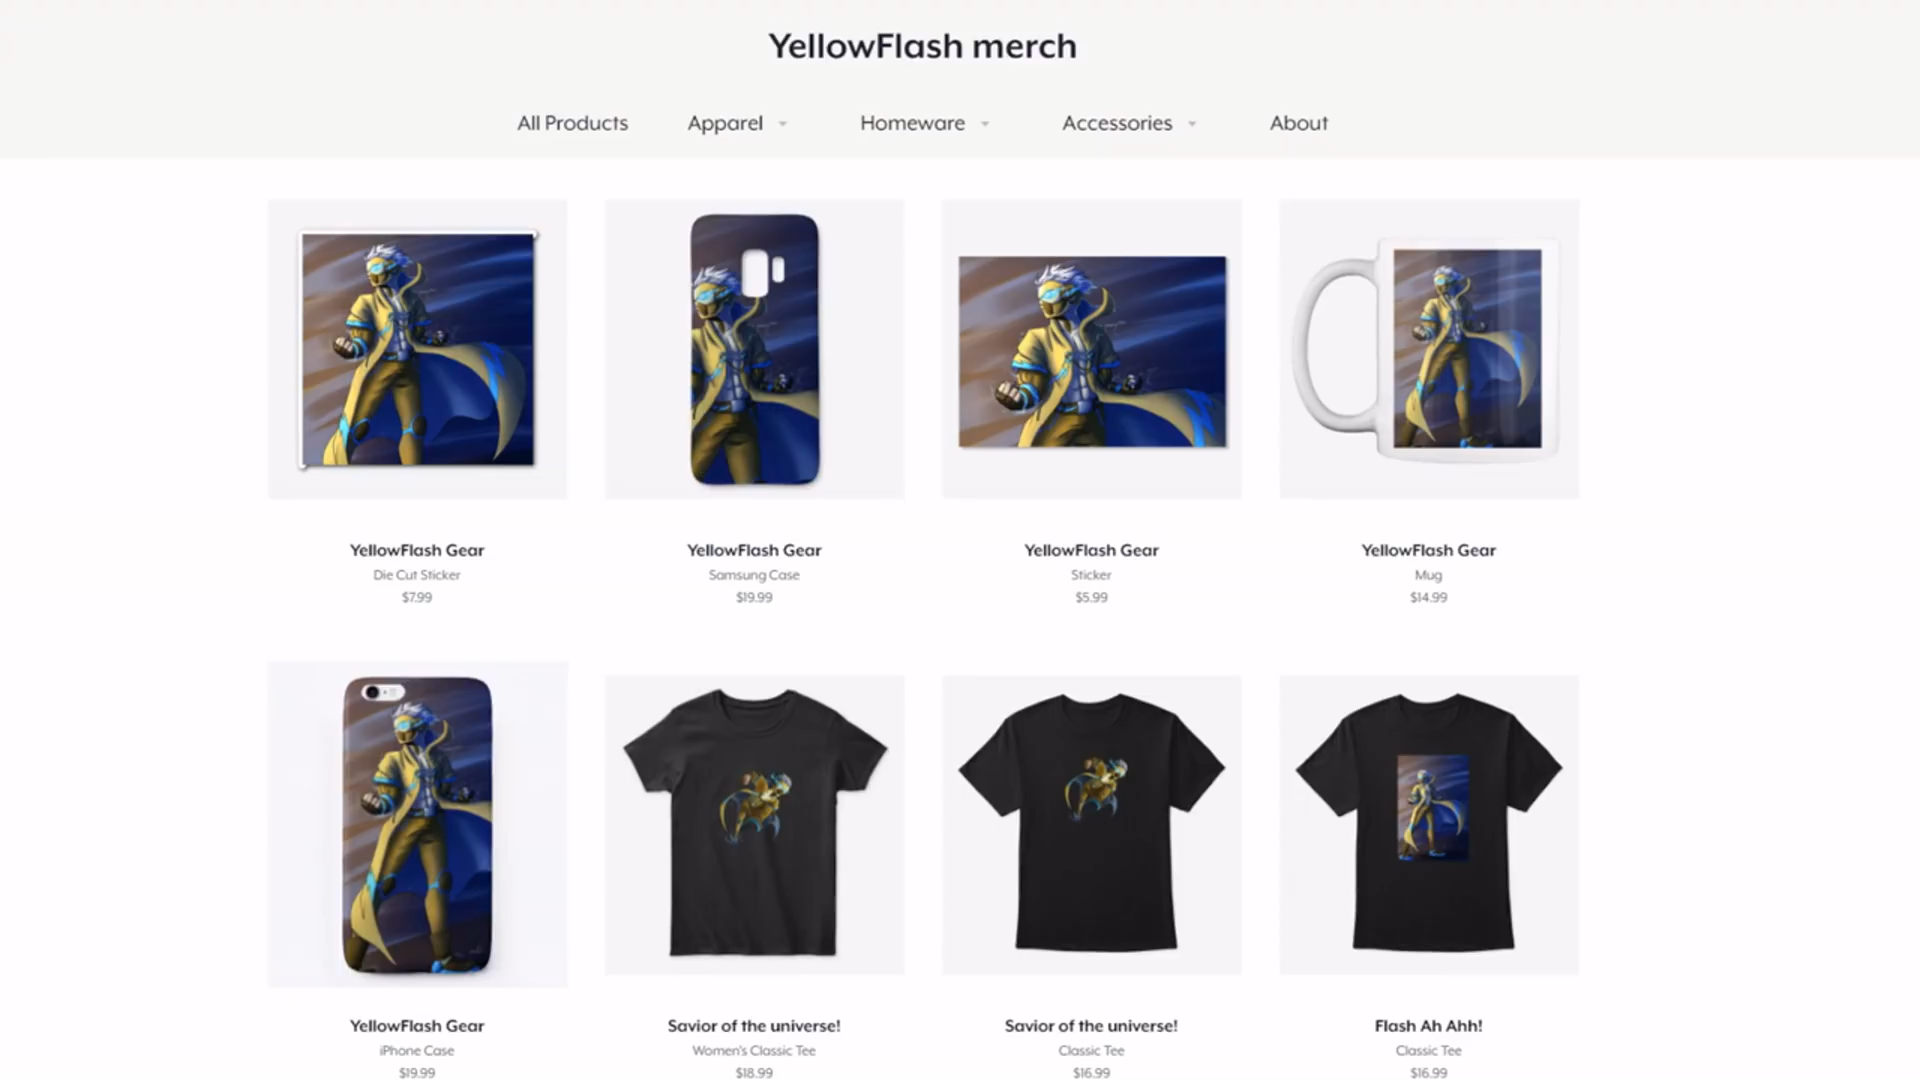 YellowFlash merch
All Products Apparel Homeware Accessories About
YellowFlash Gear YellowFlash Gear YellowFlash Gear YellowFlash Gear
Die Cut Sticker Samsung Case Sticker Mug
$7.99 $19.99 $5.99 $14.99
YellowFlash Gear Savior of the universe! Savior of the universe! Flash Ah Ahh!
iPhone Case Women's Classic Tee Classic Tee Classic Tee
$19.99 $18.99 $16.99 $16.99